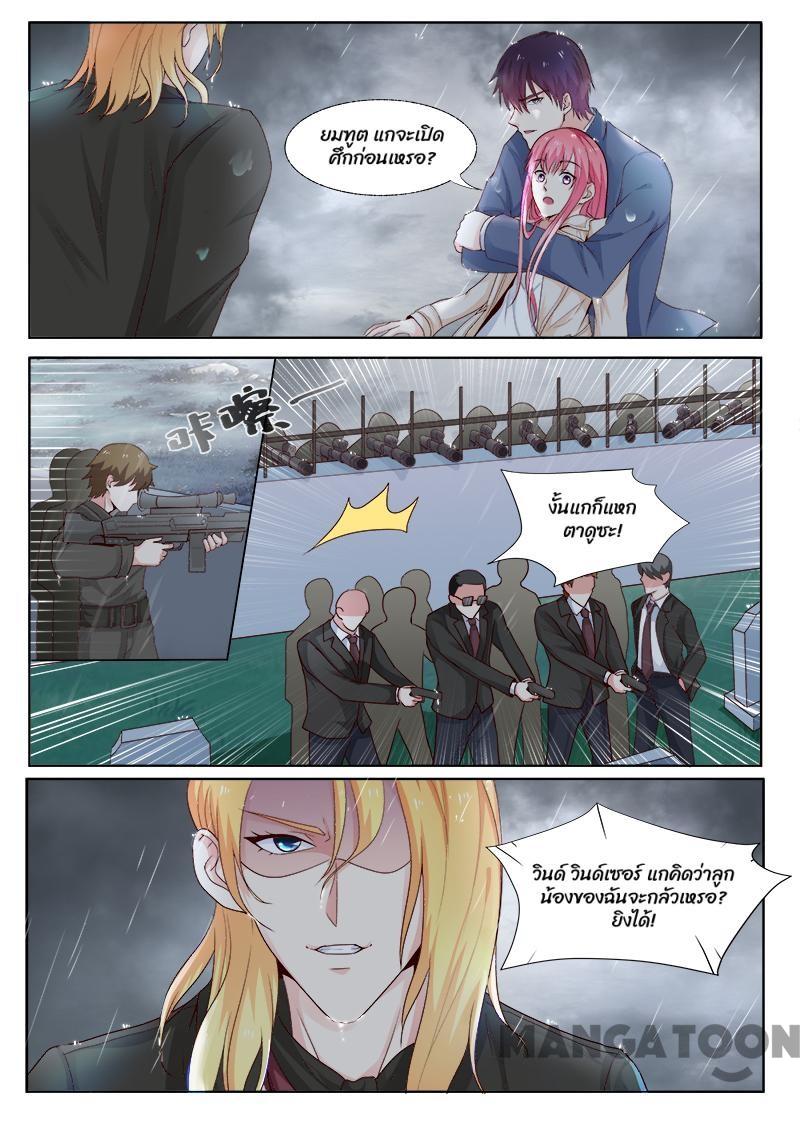 ยมทูต แกจะเปิด
ศึกก่อนเหรอ?
咔嚓一
งั้นแกก็แหก
ตาดูซะ!
วินด์ วินด์เซอร์ แกคิดว่าลูก
น้องของฉันจะกลัวเหรอ?
ยิงได้!
MANGATOON